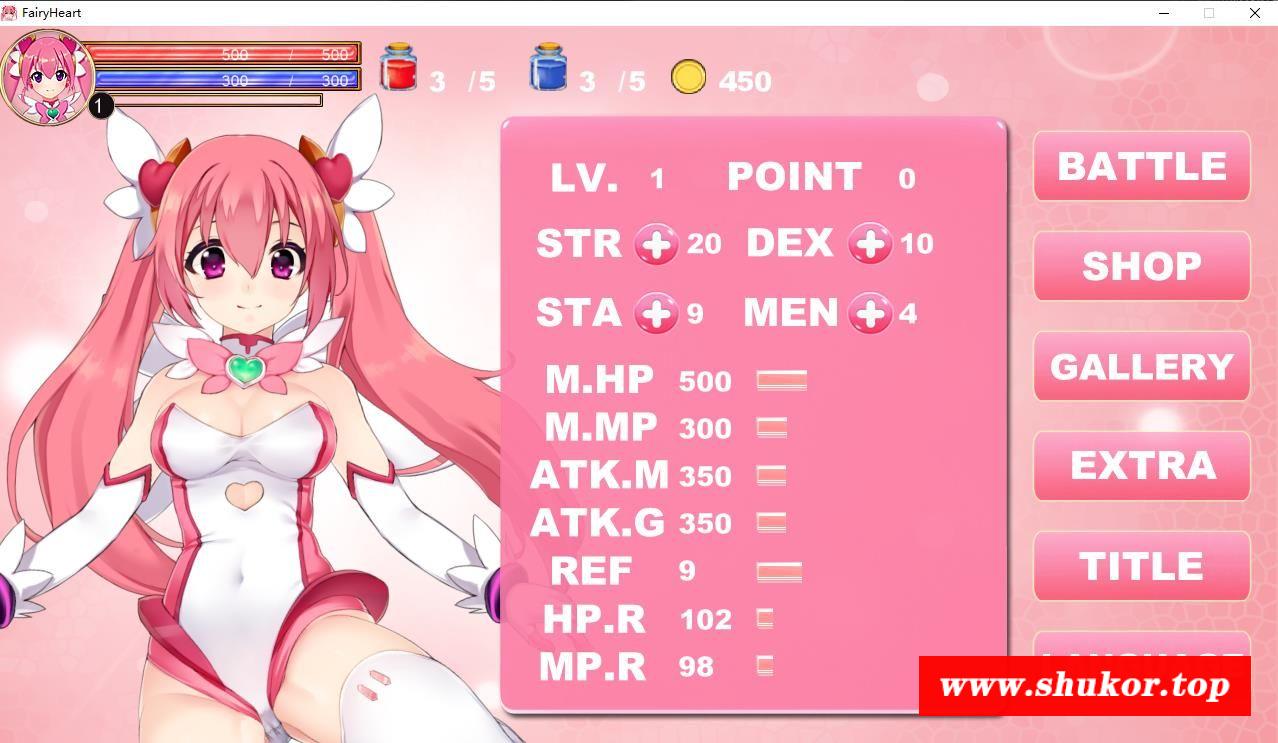 FairyHeart
500 / 500
300 / 300
1
3 /5
3 /5
450
LV. 1 POINT 0
STR 20 DEX 10
STA 9 MEN 4
M.HP 500
M.MP 300
ATK.M 350
ATK.G 350
REF 9
HP.R 102
MP.R 98
BATTLE
SHOP
GALLERY
EXTRA
TITLE
www.shukor.top